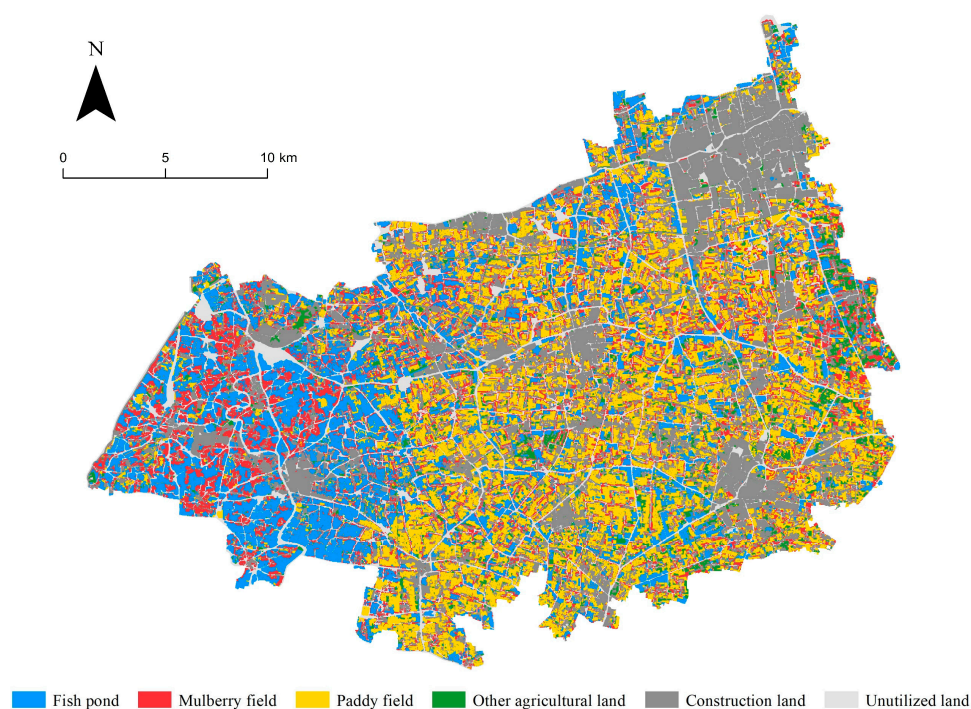 N
0 5 10 km
Fish pond Mulberry field Paddy field Other agricultural land Construction land Unutilized land